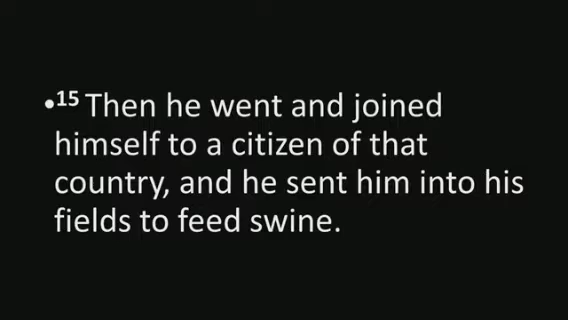 •15 Then he went and joined
himself to a citizen of that
country, and he sent him into his
fields to feed swine.